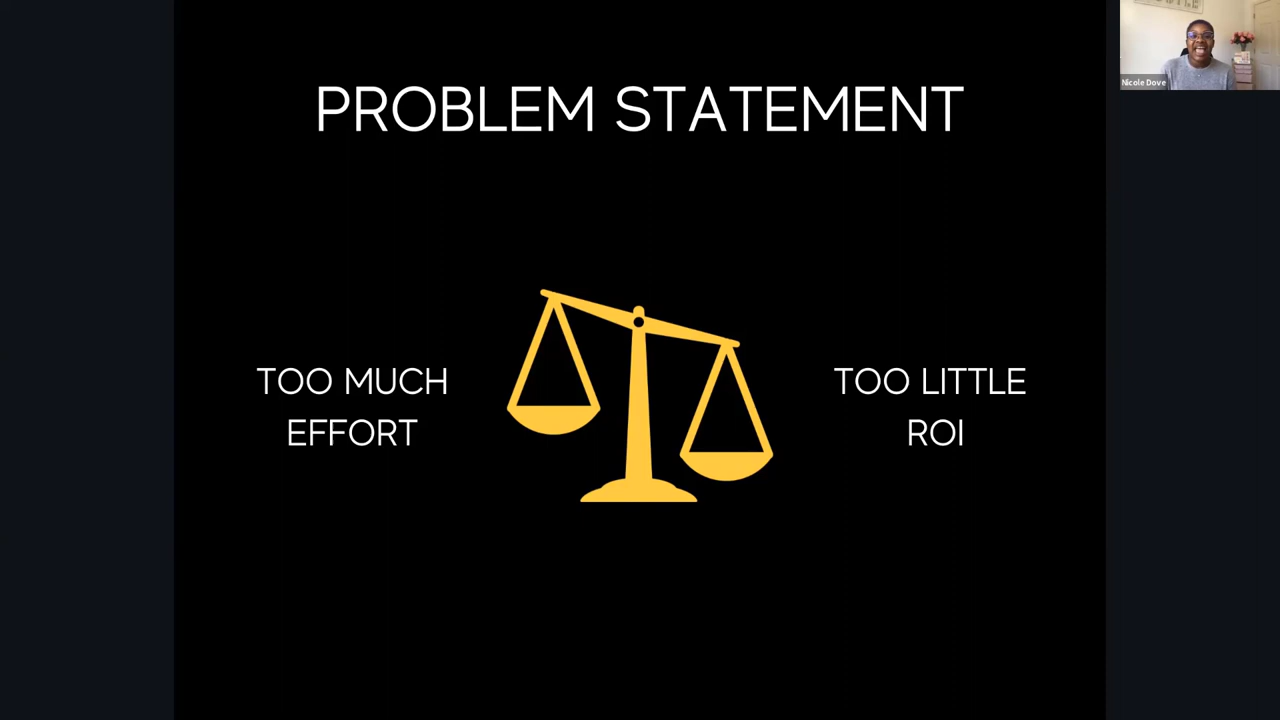 Nicole Dove
PROBLEM STATEMENT
TOO MUCH
EFFORT
TOO LITTLE
ROI